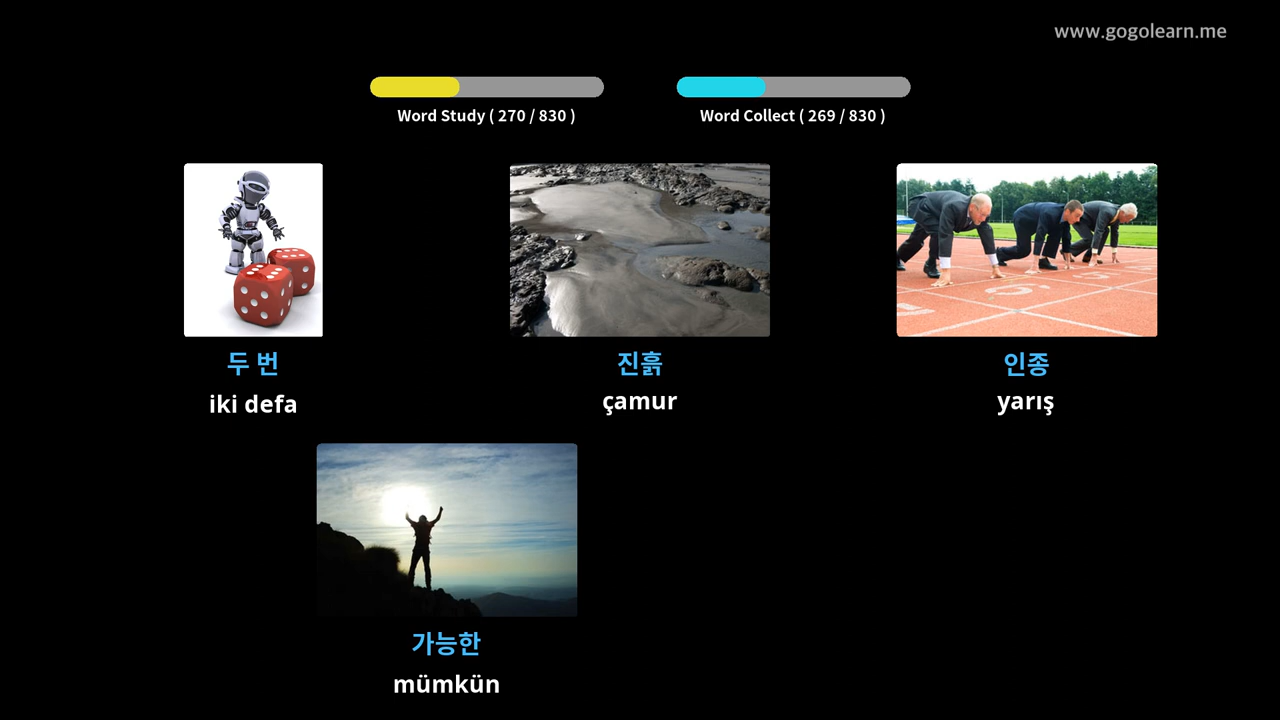 www.gogolearn.me
Word Study ( 270 / 830 )
Word Collect ( 269 / 830 )
두 번
iki defa
진흙
çamur
인종
yarış
가능한
mümkün